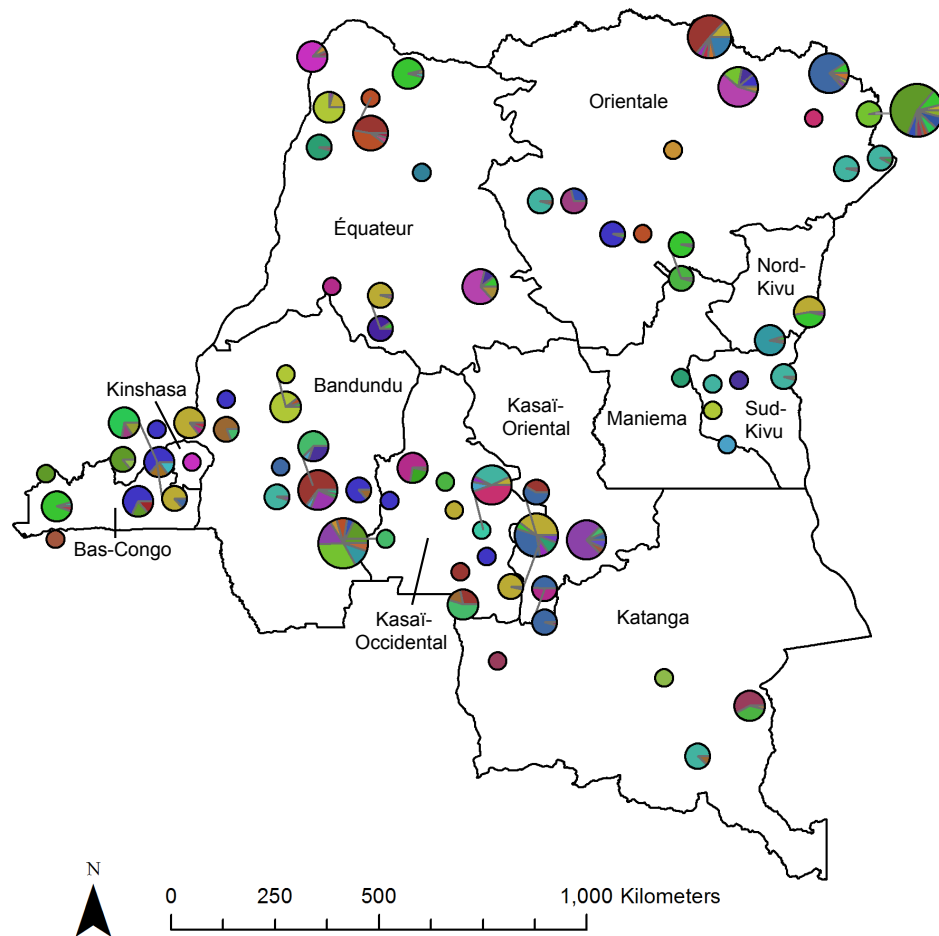 Orientale
Équateur
Nord-
Kivu
Kinshasa
Bandundu
Kasaï-
Oriental
Maniema
Sud-
Kivu
Bas-Congo
Kasaï-
Occidental
Katanga
N
0 250 500 1,000 Kilometers